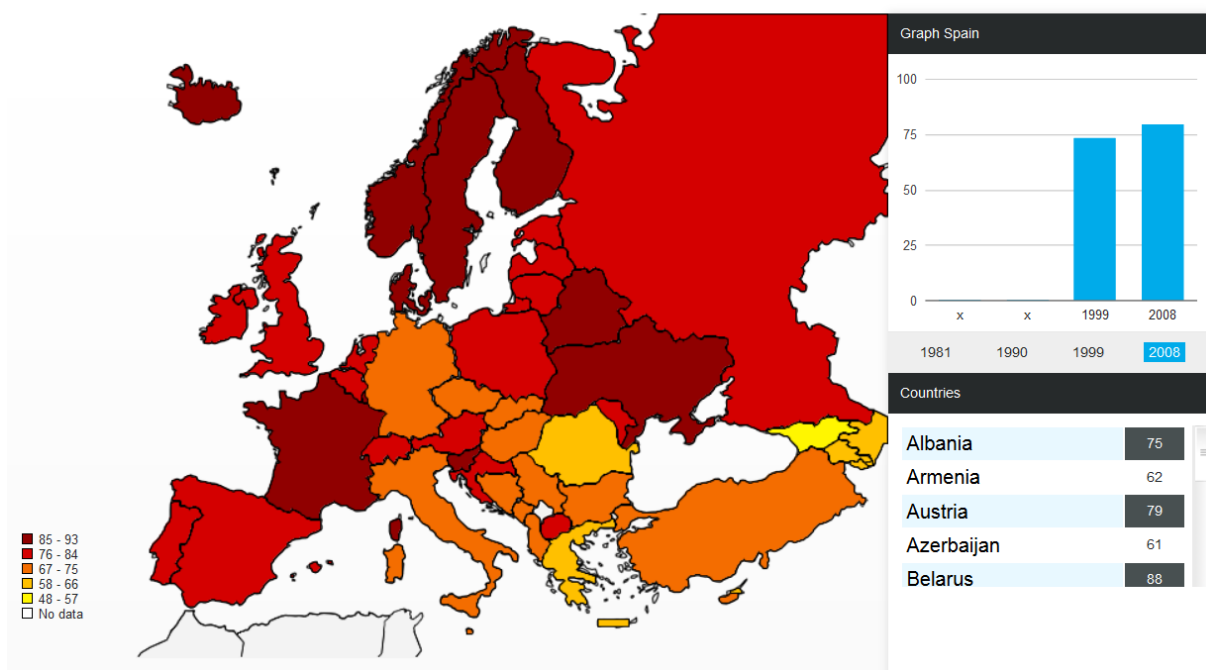 Graph Spain
100
75
50
25
0
x x 1999 2008
1981 1990 1999 2008
Countries
Albania 75
Armenia 62
Austria 79
Azerbaijan 61
Belarus 88
85 - 93
76 - 84
67 - 75
58 - 66
48 - 57
No data